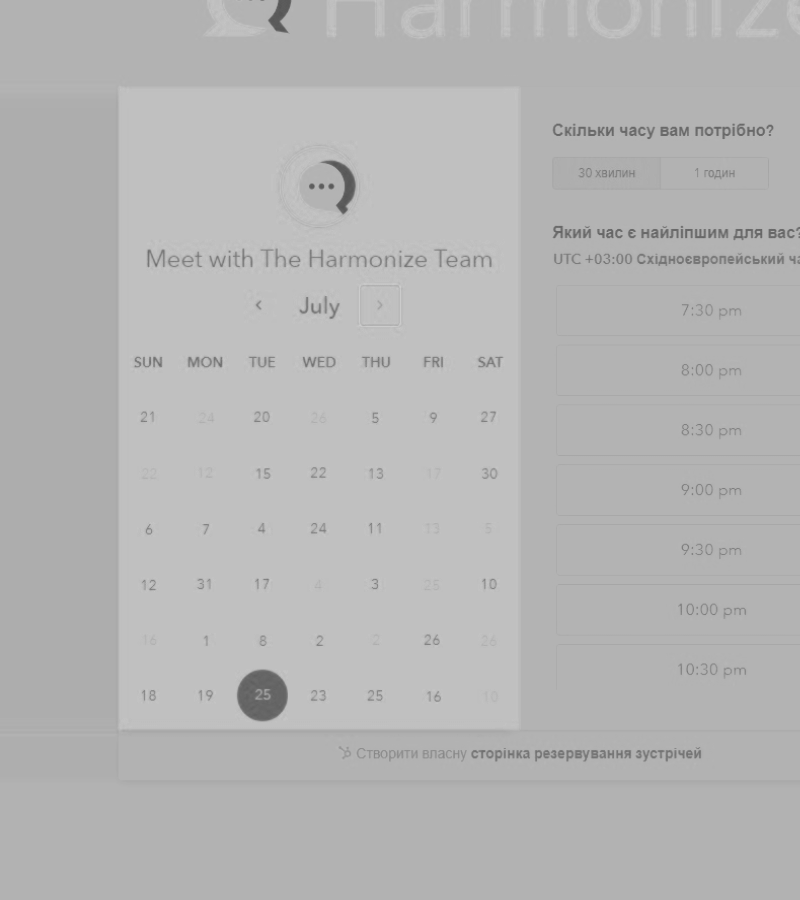 Harmonize
Meet with The Harmonize Team
July
SUN MON TUE WED THU FRI SAT
21 24 20 26 5 9 27
22 12 15 22 13 17 30
6 7 4 24 11 13 5
12 31 17 4 3 25 10
16 1 8 2 2 26 26
18 19 25 23 25 16 18
Скільки часу вам потрібно?
30 хвилин 1 годин
Який час є найліпшим для вас?
UTC +03:00 Східноєвропейський ча
7:30 pm
8:00 pm
8:30 pm
9:00 pm
9:30 pm
10:00 pm
10:30 pm
Створити власну сторінка резервування зустрічей